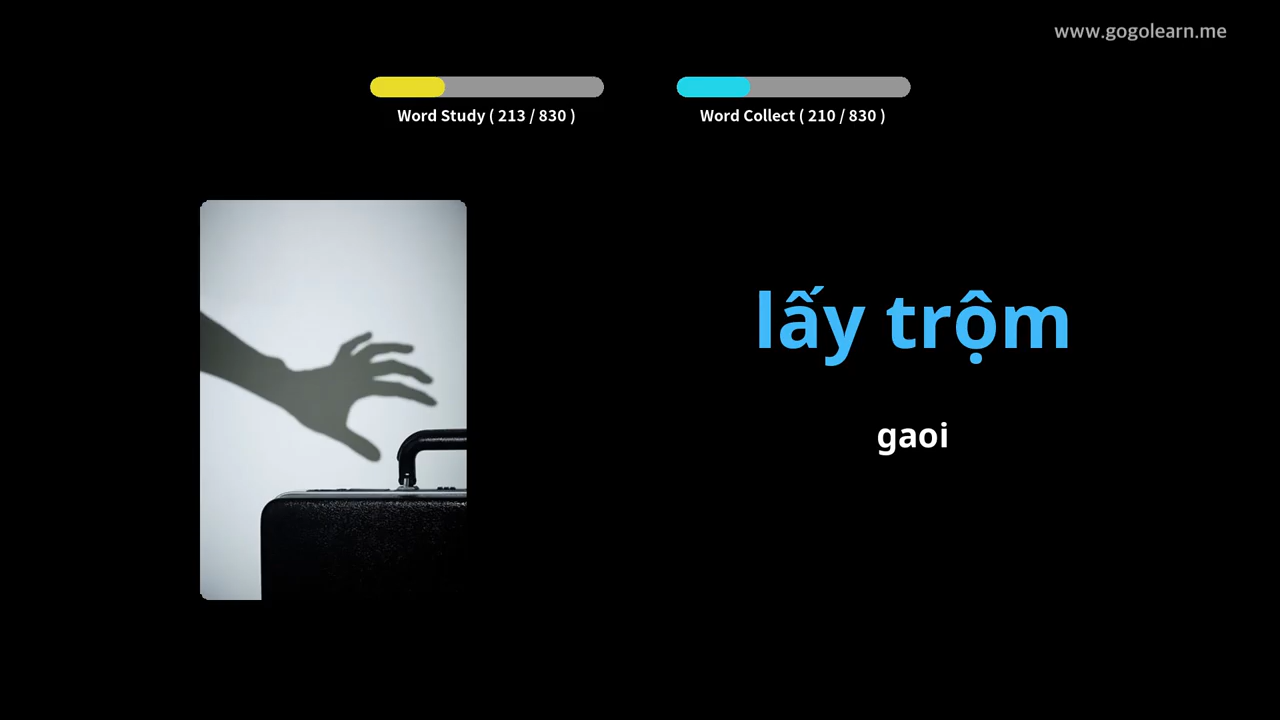 www.gogolearn.me
Word Study ( 213 / 830 )
Word Collect ( 210 / 830 )
lấy trộm
gaoi